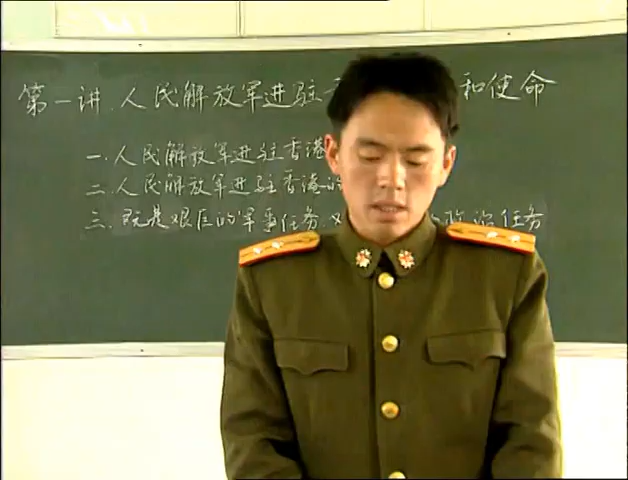 第一讲.人民解放军进驻 和使命
一.人民解放军进驻香港
二.人民解放军进驻香港的
三.既是艰巨的军事任务.又 政治任务